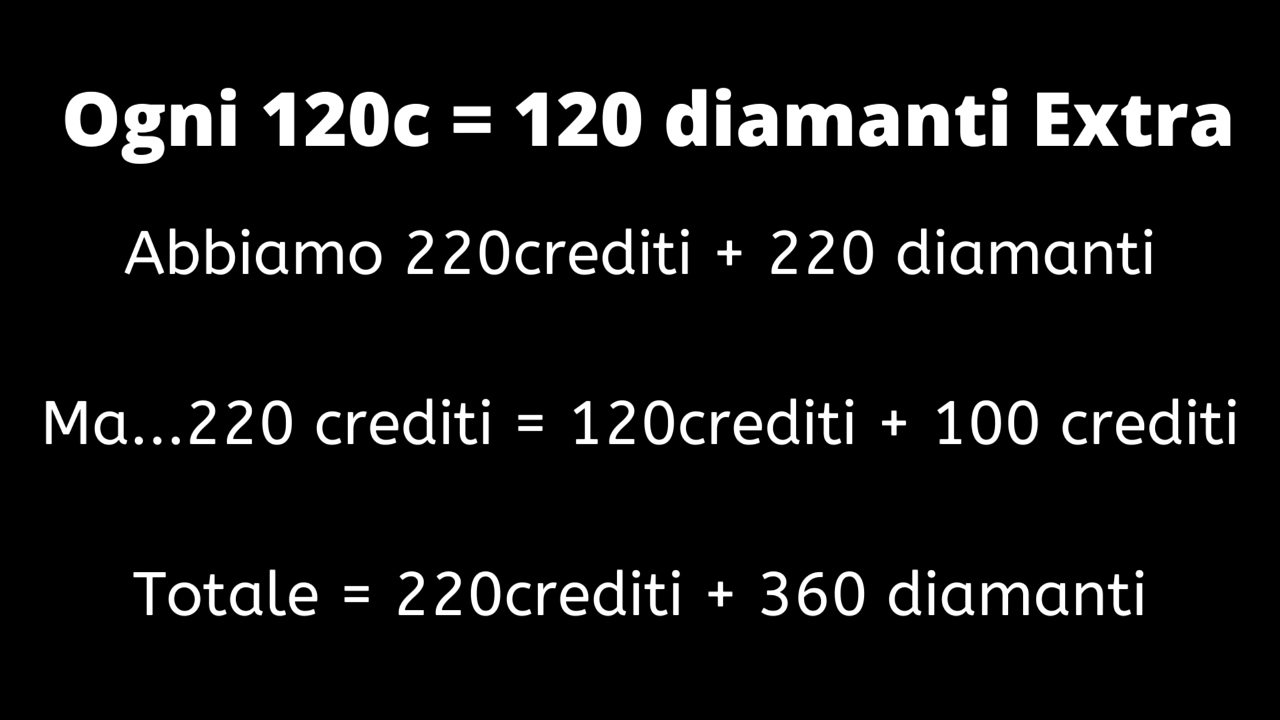 Ogni 120c = 120 diamanti Extra
Abbiamo 220crediti + 220 diamanti
Ma...220 crediti = 120crediti + 100 crediti
Totale = 220crediti + 360 diamanti